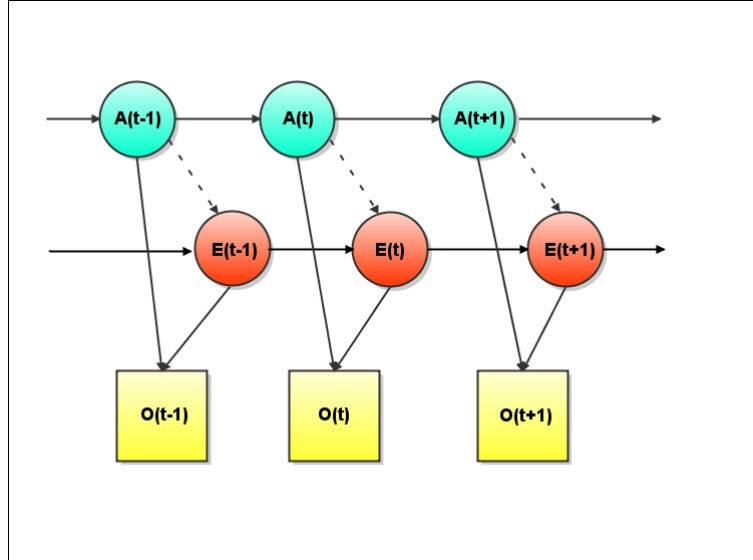 A(t-1)
A(t)
A(t+1)
E(t-1)
E(t)
E(t+1)
O(t-1)
O(t)
O(t+1)